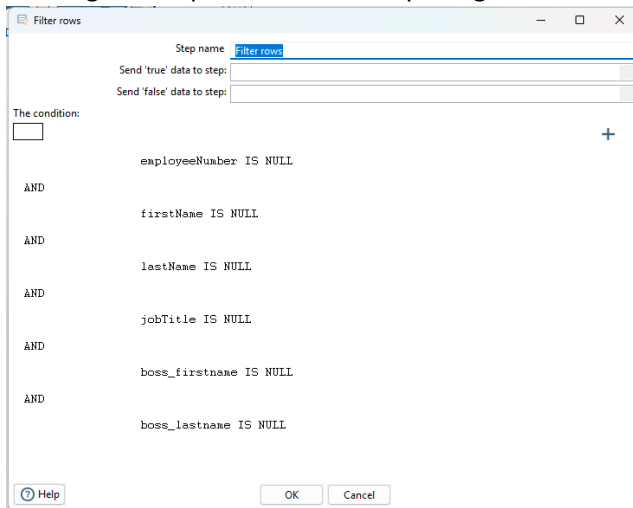 Filter rows
Step name Filter rows
Send 'true' data to step:
Send 'false' data to step:
The condition:
employeeNumber IS NULL
AND
firstName IS NULL
AND
lastName IS NULL
AND
jobTitle IS NULL
AND
boss_firstname IS NULL
AND
boss_lastname IS NULL
Help OK Cancel